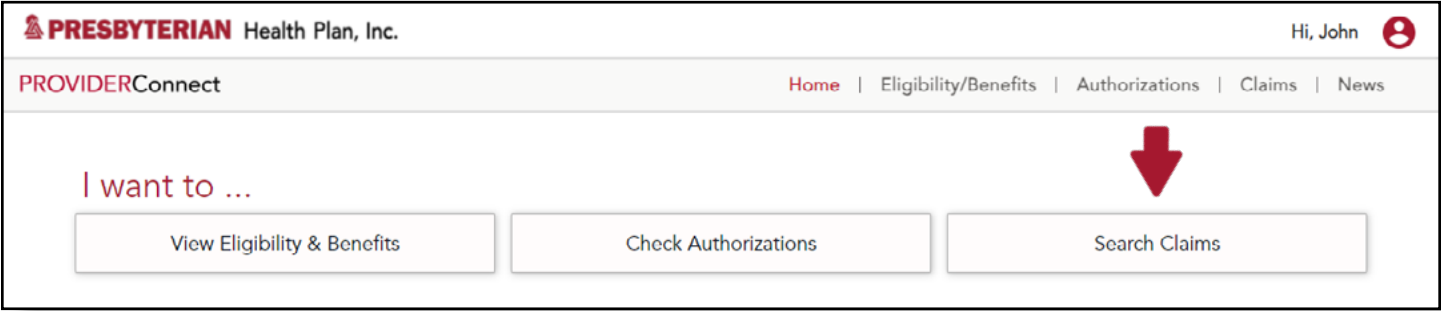 PRESBYTERIAN Health Plan, Inc.
Hi, John
PROVIDERConnect
Home | Eligibility/Benefits | Authorizations | Claims | News
I want to ...
View Eligibility & Benefits
Check Authorizations
Search Claims